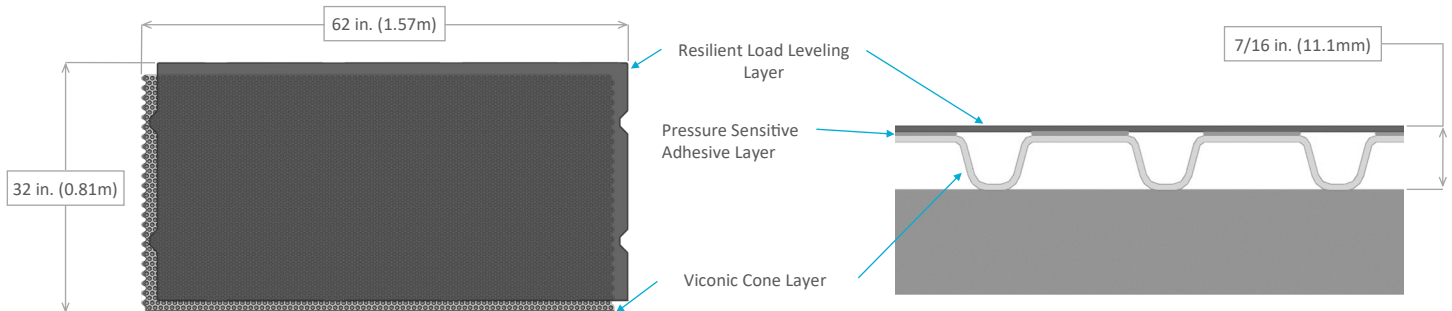 62 in. (1.57m)
Resilient Load Leveling
Layer
7/16 in. (11.1mm)
Pressure Sensitive
Adhesive Layer
32 in. (0.81m)
Viconic Cone Layer